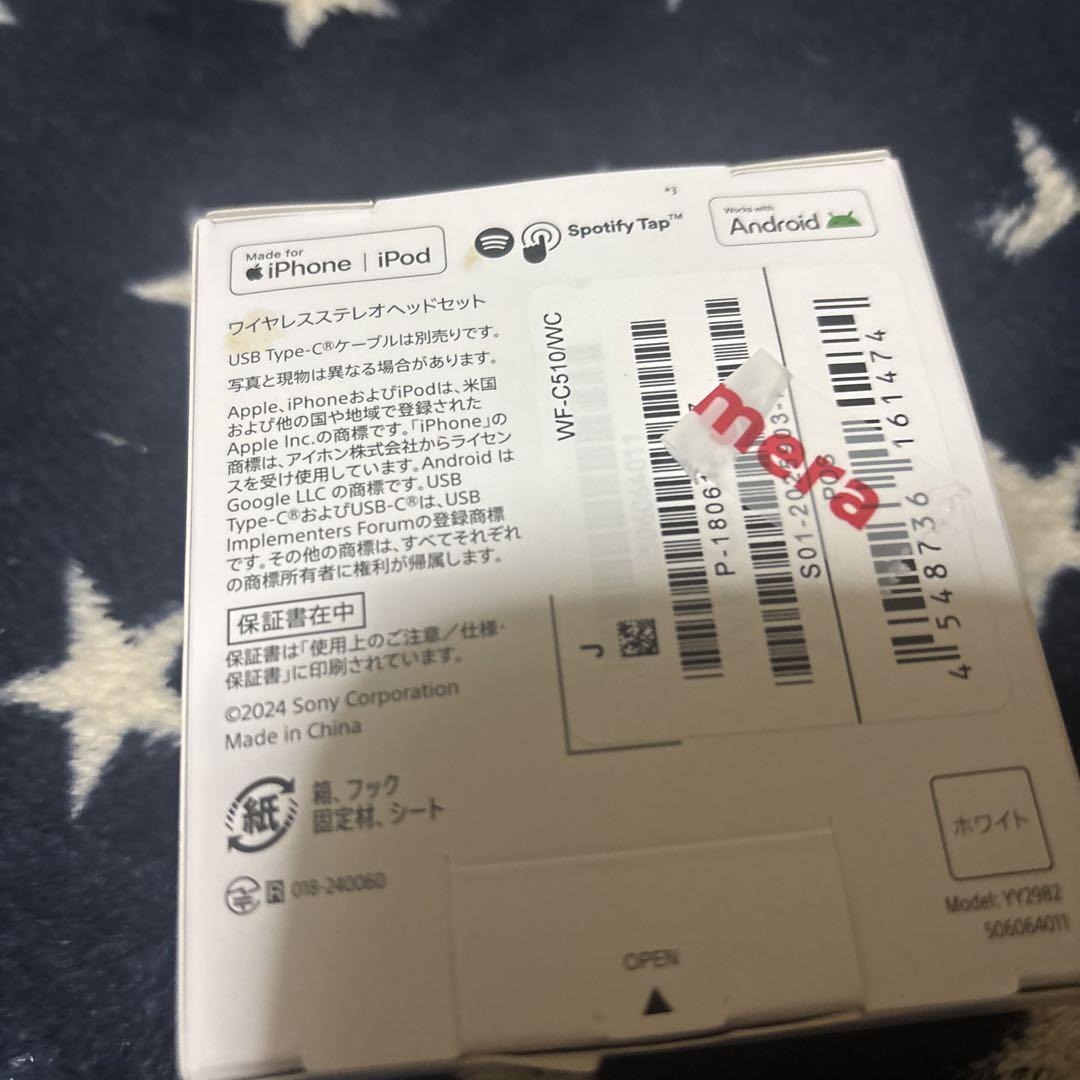 Made for
iPhone | iPod
Spotify Tap™
*3
Works with
Android
ワイヤレスステレオヘッドセット
USB Type-C®ケーブルは別売りです。
写真と現物は異なる場合があります。
Apple、iPhoneおよびiPodは、米国
および他の国や地域で登録された
Apple Inc.の商標です。「iPhone」の
商標は、アイホン株式会社からライセン
スを受け使用しています。Android は
Google LLC の商標です。USB
Type-C®およびUSB-C®は、USB
Implementers Forumの登録商標
です。その他の商標は、すべてそれぞれ
の商標所有者に権利が帰属します。
保証書在中
保証書は「使用上のご注意／仕様・
保証書」に印刷されています。
©2024 Sony Corporation
Made in China
紙
箱、フック
固定材、シート
R 018-240060
WF-C510/WC
J
P-1806
S01-202
03-
POS
4 548736 161474
mera
ホワイト
Model: YY2982
506064011
OPEN